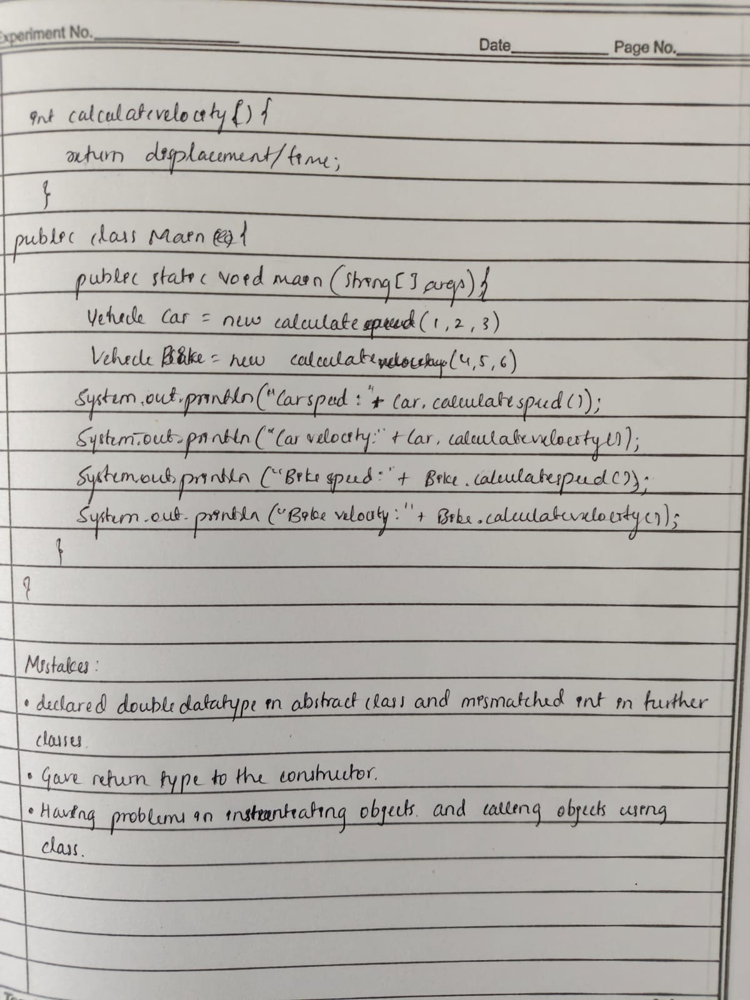 Experiment No.
Date Page No.
int calculatevelocity() {
return displacement/time;
}
public class Main {
public static void main (String[] args) {
Vehicle Car = new calculatespeed (1,2,3)
Vehicle Bike = new calculatevelocity (4,5,6)
System.out.println("Car speed : "+ Car. calculatespeed ());
System.out.println ("Car velocity:" + Car. calculatevelocity());
System.out.println ("Bike speed:" + Bike . calculatespeed ());
System.out.println ("Bike velocity :" + Bike.calculatevelocity());
}
}
Mistakes :
• declared double datatype in abstract class and mismatched int in further
classes.
• Gave return type to the constructor.
• Having problems in instantiating objects. and calling objects using
class.